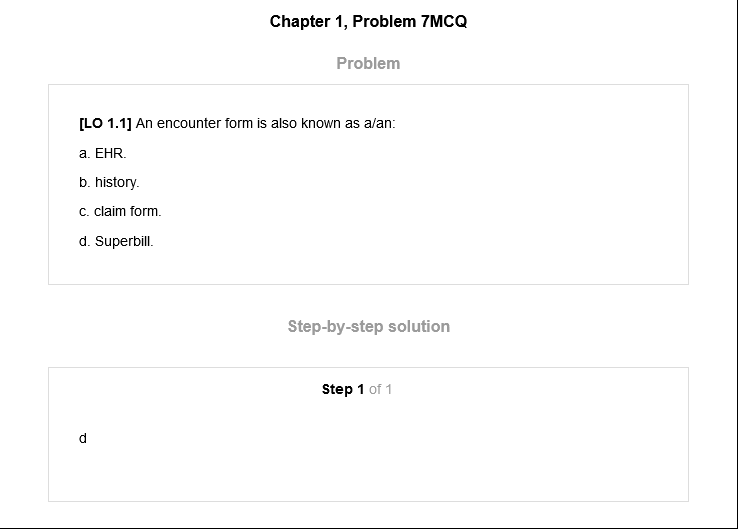 Chapter 1, Problem 7MCQ
Problem
[LO 1.1] An encounter form is also known as a/an:
a. EHR.
b. history.
c. claim form.
d. Superbill.
Step-by-step solution
Step 1 of 1
d